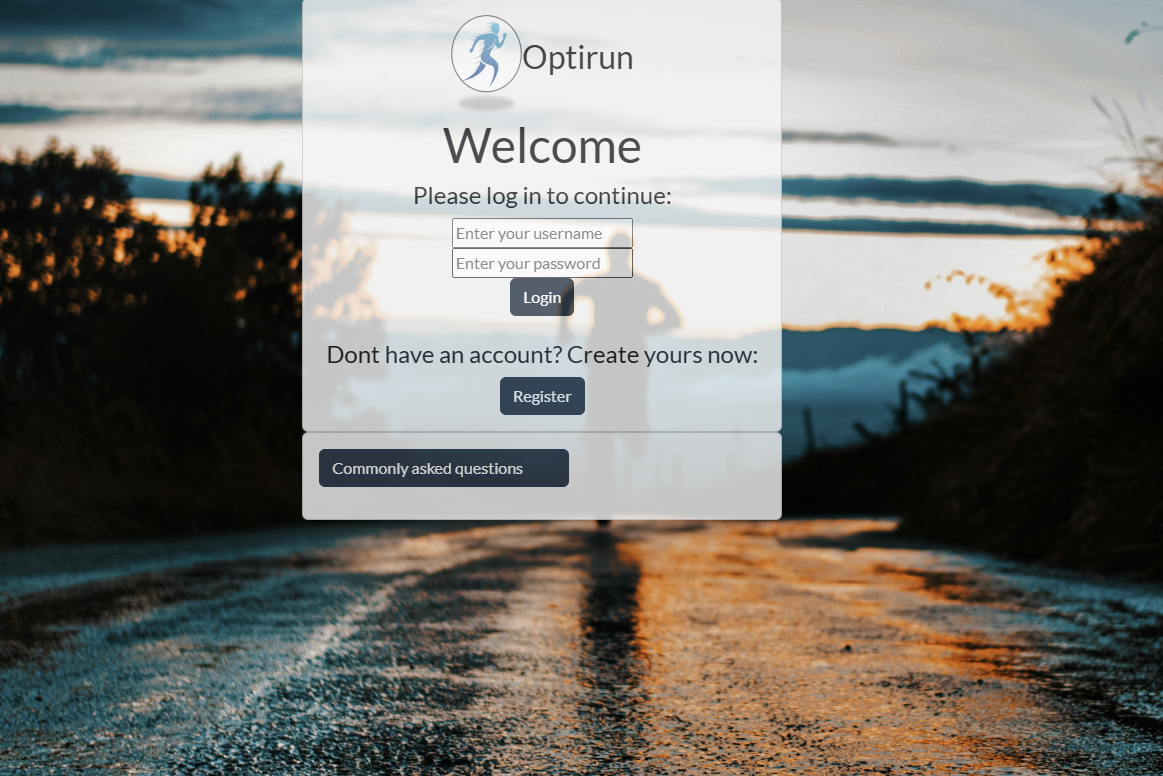 Optirun
Welcome
Please log in to continue:
Enter your username
Enter your password
Login
Dont have an account? Create yours now:
Register
Commonly asked questions